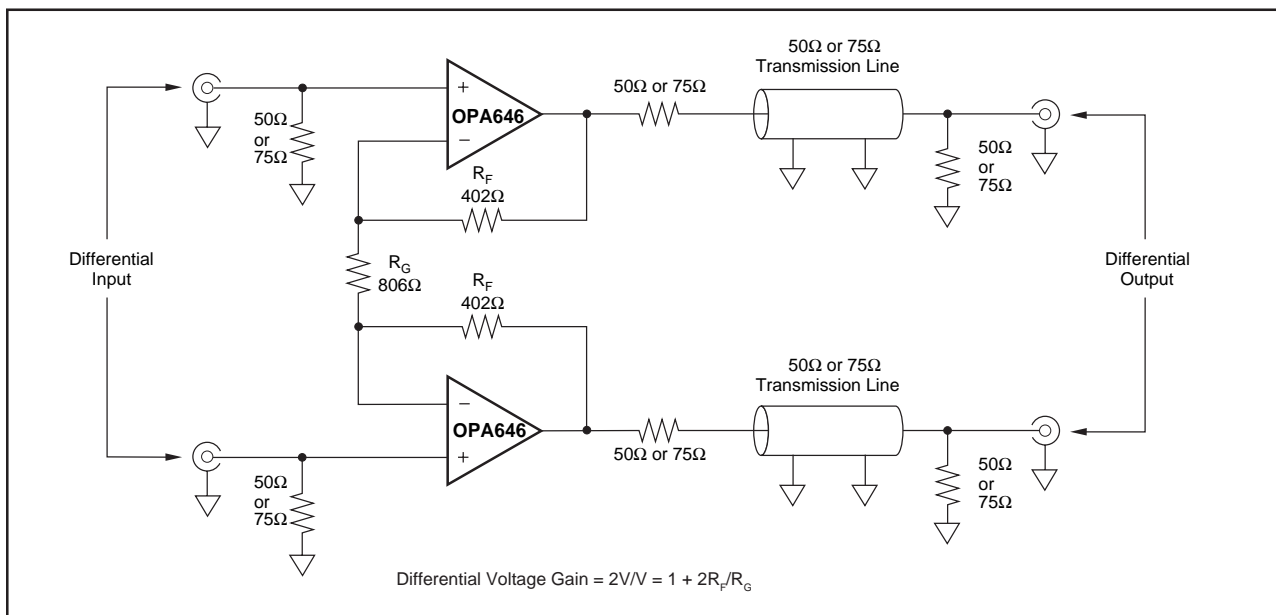 50Ω or 75Ω
Transmission Line
50Ω or 75Ω
+
OPA646
–
50Ω
or
75Ω
50Ω
or
75Ω
R_F
402Ω
Differential
Input
R_G
806Ω
Differential
Output
R_F
402Ω
50Ω or 75Ω
Transmission Line
–
OPA646
+
50Ω or 75Ω
50Ω
or
75Ω
50Ω
or
75Ω
Differential Voltage Gain = 2V/V = 1 + 2R_F/R_G